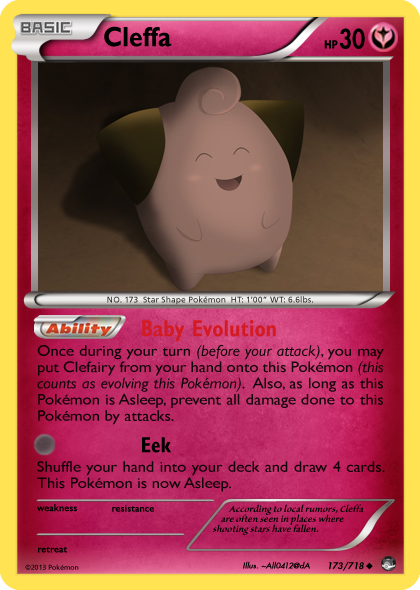 BASIC
Cleffa
HP 30
NO. 173 Star Shape Pokémon HT: 1'00" WT: 6.6lbs.
Ability Baby Evolution
Once during your turn (before your attack), you may
put Clefairy from your hand onto this Pokémon (this
counts as evolving this Pokémon). Also, as long as this
Pokémon is Asleep, prevent all damage done to this
Pokémon by attacks.
Eek
Shuffle your hand into your deck and draw 4 cards.
This Pokémon is now Asleep.
weakness resistance
retreat
According to local rumors, Cleffa
are often seen in places where
shooting stars have fallen.
©2013 Pokémon
Illus. ~All0412@dA
173/718